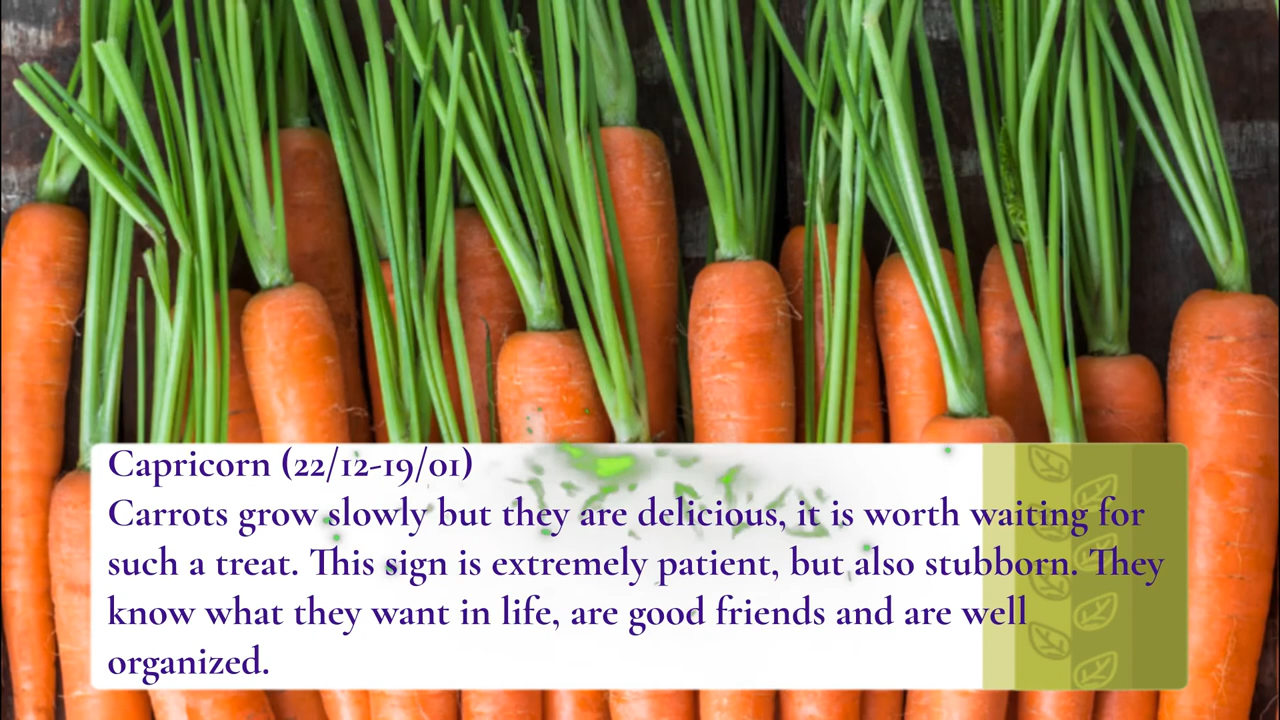 Capricorn (22/12-19/01)
Carrots grow slowly but they are delicious, it is worth waiting for
such a treat. This sign is extremely patient, but also stubborn. They
know what they want in life, are good friends and are well
organized.